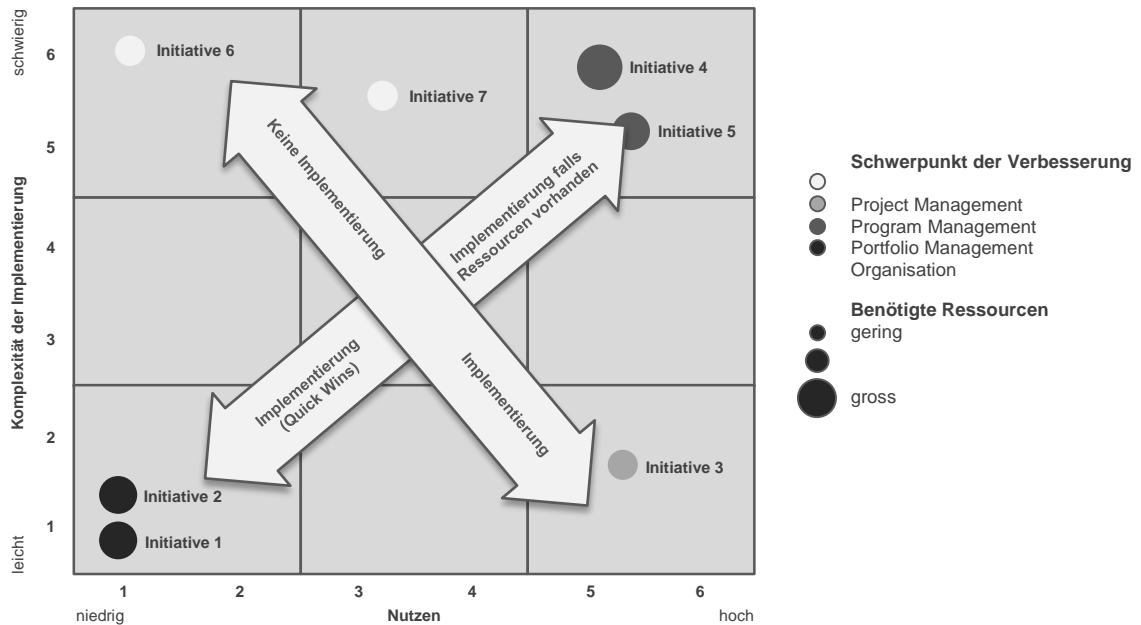 schwierig
Komplexität der Implementierung
leicht
6
5
4
3
2
1
Initiative 6
Initiative 7
Initiative 4
Initiative 5
Keine Implementierung
Implementierung falls
Ressourcen vorhanden
Implementierung
(Quick Wins)
Implementierung
Initiative 3
Initiative 2
Initiative 1
1
2
3
4
5
6
niedrig
Nutzen
hoch
Schwerpunkt der Verbesserung
Project Management
Program Management
Portfolio Management
Organisation
Benötigte Ressourcen
gering
gross